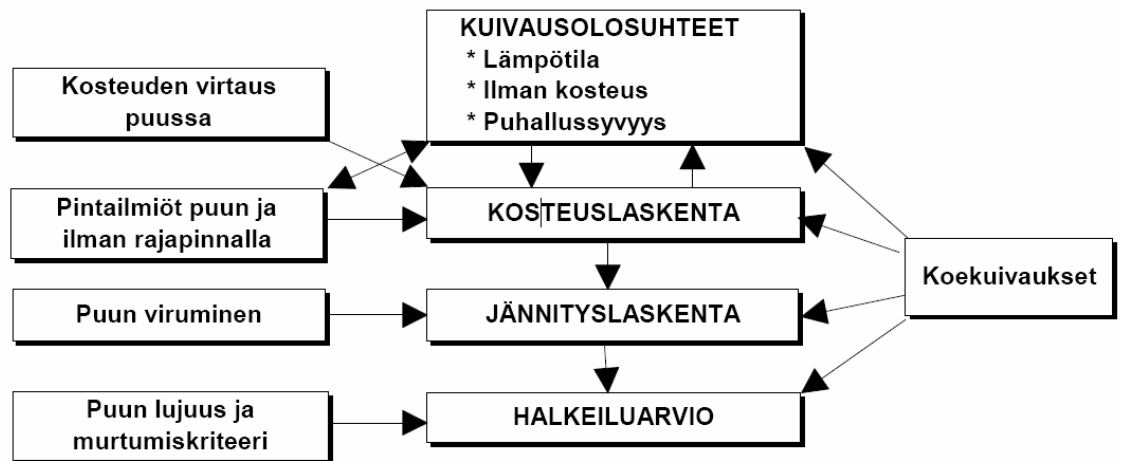 KUIVAUSOLOSUHTEET
* Lämpötila
* Ilman kosteus
* Puhallussyvyys
Kosteuden virtaus
puussa
Pintailmiöt puun ja
ilman rajapinnalla
KOSTEUSLASKENTA
Koekuivaukset
Puun viruminen
JÄNNITYSLASKENTA
Puun lujuus ja
murtumiskriteeri
HALKEILUARVIO